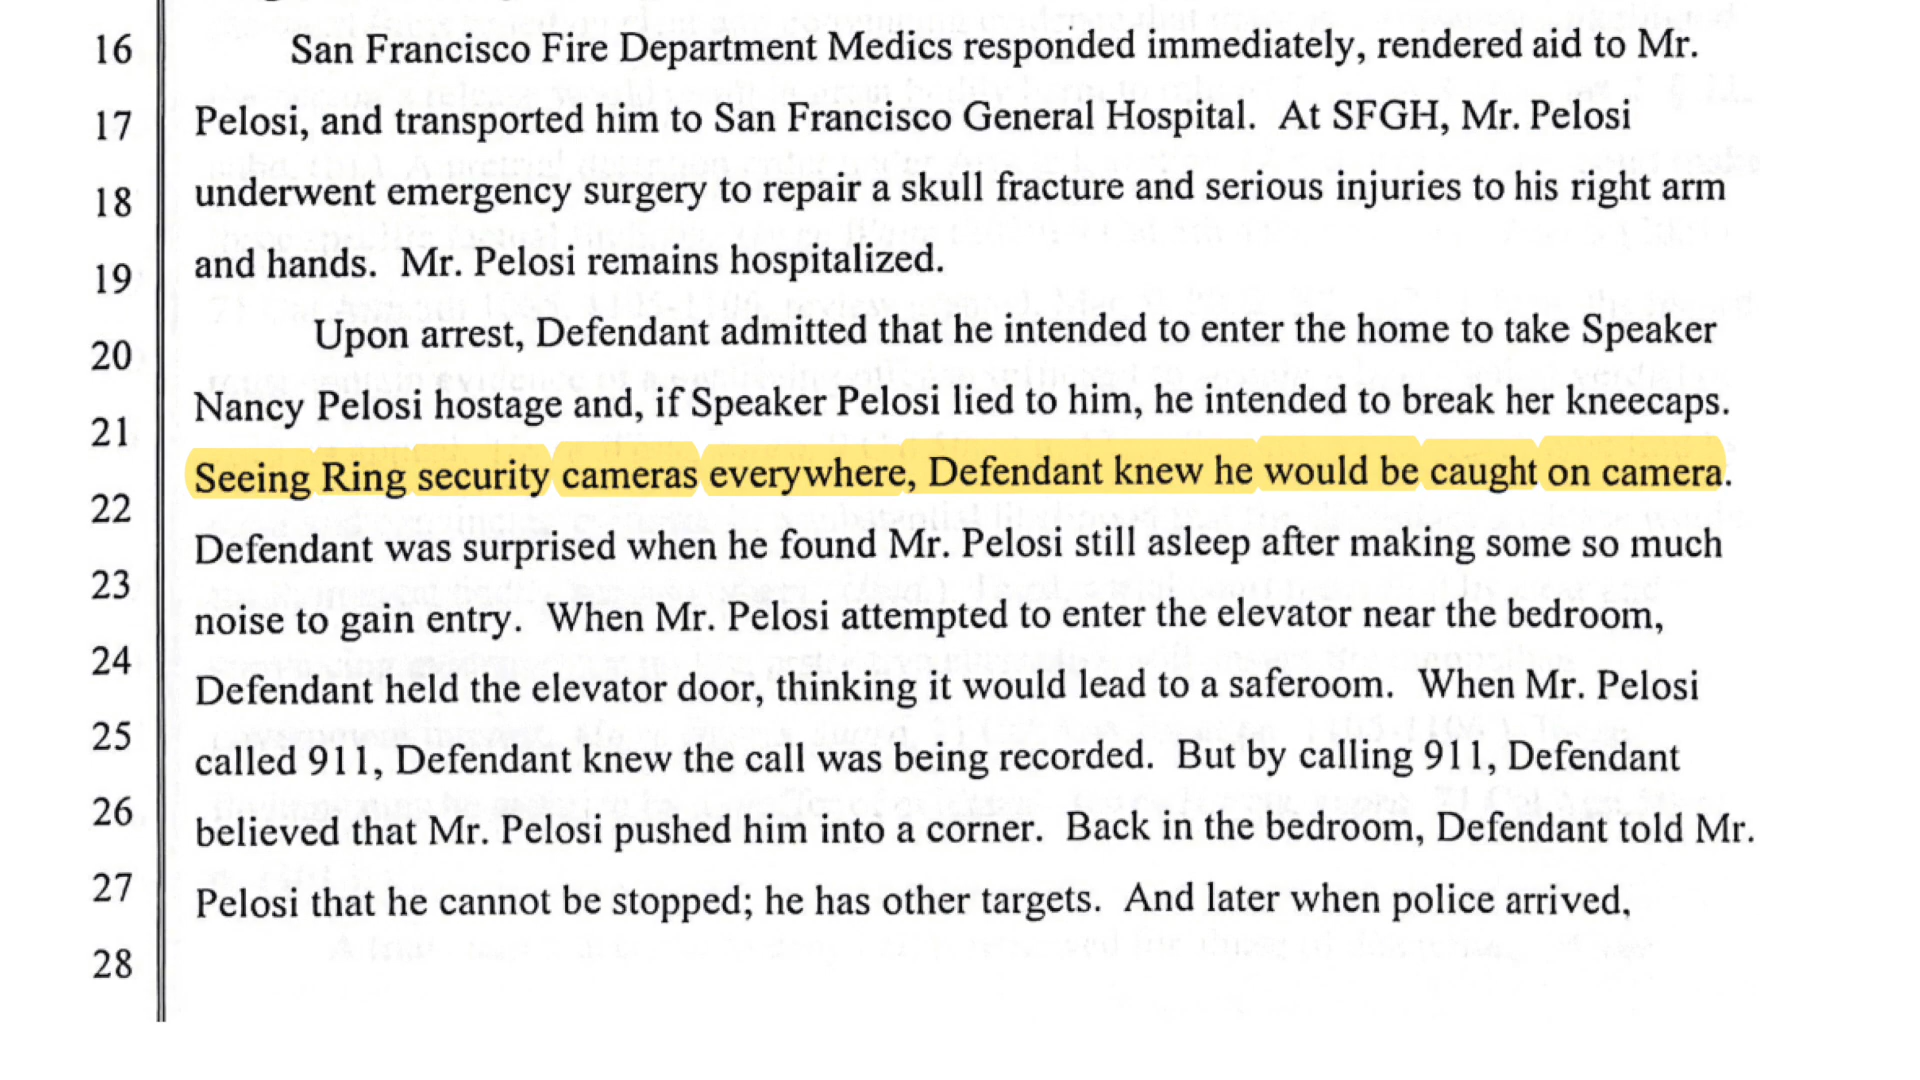 16 San Francisco Fire Department Medics responded immediately, rendered aid to Mr.
17 Pelosi, and transported him to San Francisco General Hospital. At SFGH, Mr. Pelosi
18 underwent emergency surgery to repair a skull fracture and serious injuries to his right arm
19 and hands. Mr. Pelosi remains hospitalized.
20 Upon arrest, Defendant admitted that he intended to enter the home to take Speaker
21 Nancy Pelosi hostage and, if Speaker Pelosi lied to him, he intended to break her kneecaps.
22 Seeing Ring security cameras everywhere, Defendant knew he would be caught on camera.
23 Defendant was surprised when he found Mr. Pelosi still asleep after making some so much
24 noise to gain entry. When Mr. Pelosi attempted to enter the elevator near the bedroom,
25 Defendant held the elevator door, thinking it would lead to a saferoom. When Mr. Pelosi
26 called 911, Defendant knew the call was being recorded. But by calling 911, Defendant
27 believed that Mr. Pelosi pushed him into a corner. Back in the bedroom, Defendant told Mr.
28 Pelosi that he cannot be stopped; he has other targets. And later when police arrived,